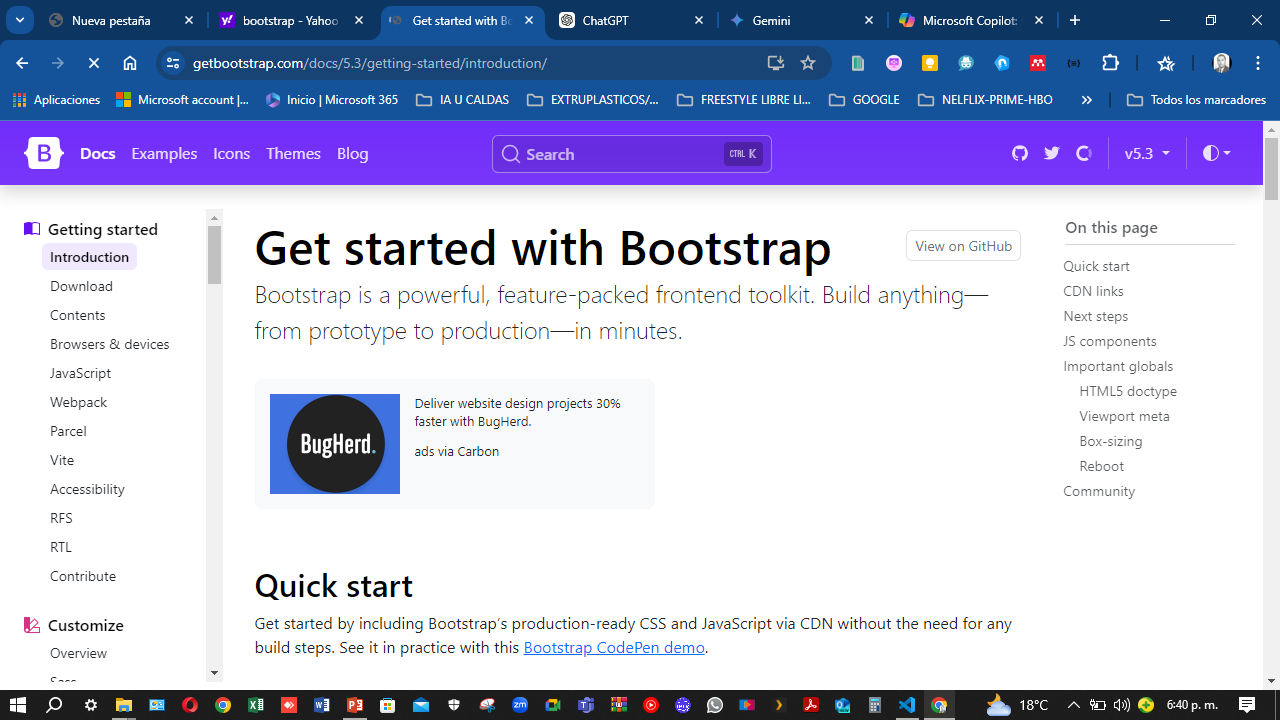 Nueva pestaña
bootstrap - Yahoo
Get started with Bo
ChatGPT
Gemini
Microsoft Copilot:
getbootstrap.com/docs/5.3/getting-started/introduction/
Aplicaciones
Microsoft account |...
Inicio | Microsoft 365
IA U CALDAS
EXTRUPLASTICOS/...
FREESTYLE LIBRE LI...
GOOGLE
NELFLIX-PRIME-HBO
»
Todos los marcadores
B
Docs
Examples
Icons
Themes
Blog
Search
CTRL K
v5.3
Getting started
Introduction
Download
Contents
Browsers & devices
JavaScript
Webpack
Parcel
Vite
Accessibility
RFS
RTL
Contribute
Customize
Overview
Sass
Get started with Bootstrap
View on GitHub
Bootstrap is a powerful, feature-packed frontend toolkit. Build anything—
from prototype to production—in minutes.
BugHerd.
Deliver website design projects 30%
faster with BugHerd.
ads via Carbon
Quick start
Get started by including Bootstrap’s production-ready CSS and JavaScript via CDN without the need for any
build steps. See it in practice with this Bootstrap CodePen demo.
On this page
Quick start
CDN links
Next steps
JS components
Important globals
HTML5 doctype
Viewport meta
Box-sizing
Reboot
Community
zm
18°C
6:40 p. m.